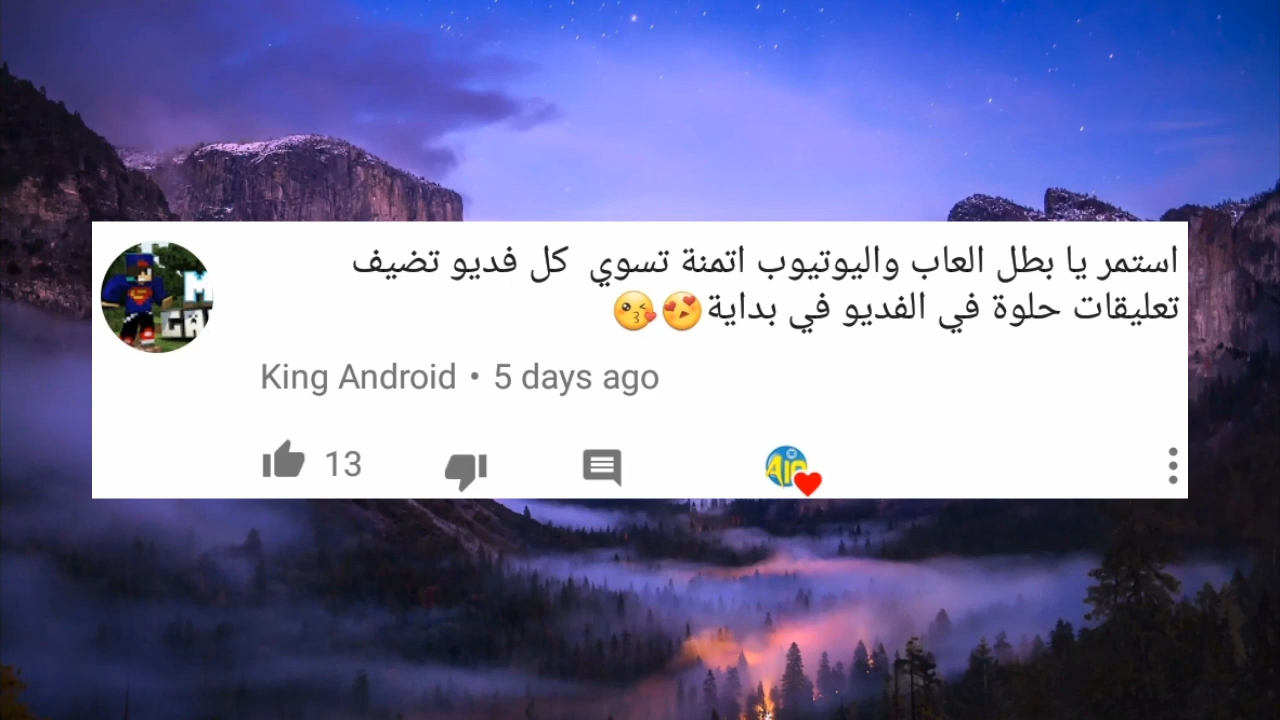 استمر يا بطل العاب واليوتيوب اتمنة تسوي  كل فديو تضيف
تعليقات حلوة في الفديو في بداية😍😘
King Android • 5 days ago
13